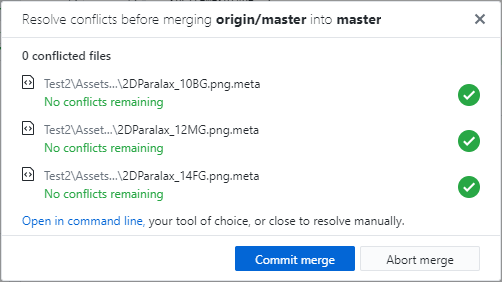 Resolve conflicts before merging origin/master into master
0 conflicted files
Test2\Assets...\2DParalax_10BG.png.meta
No conflicts remaining
Test2\Assets...\2DParalax_12MG.png.meta
No conflicts remaining
Test2\Assets...\2DParalax_14FG.png.meta
No conflicts remaining
Open in command line, your tool of choice, or close to resolve manually.
Commit merge
Abort merge